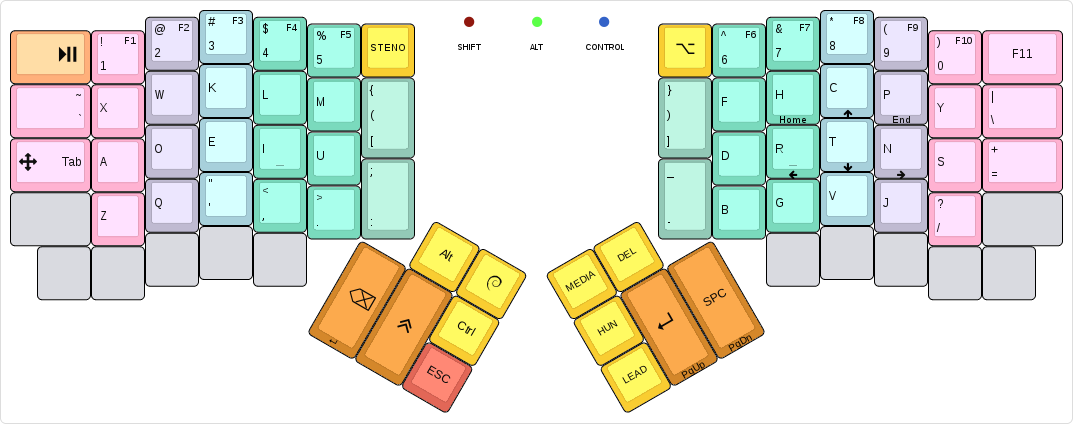 SHIFT ALT CONTROL
! F1
1
@ F2
2
# F3
3
$ F4
4
% F5
5
STENO
~
`
X
W
K
L
M
{
(
[
Tab
A
O
E
I
_
U
;
:
Z
Q
"
'
<
,
>
.
Alt
Ctrl
ESC
^ F6
6
& F7
7
* F8
8
( F9
9
) F10
0
F11
}
)
]
F
H
Home
C
P
End
Y
|
\
D
R
_
T
N
S
+
=
_
-
B
G
V
J
?
/
MEDIA
DEL
HUN
LEAD
PgUp
SPC
PgDn